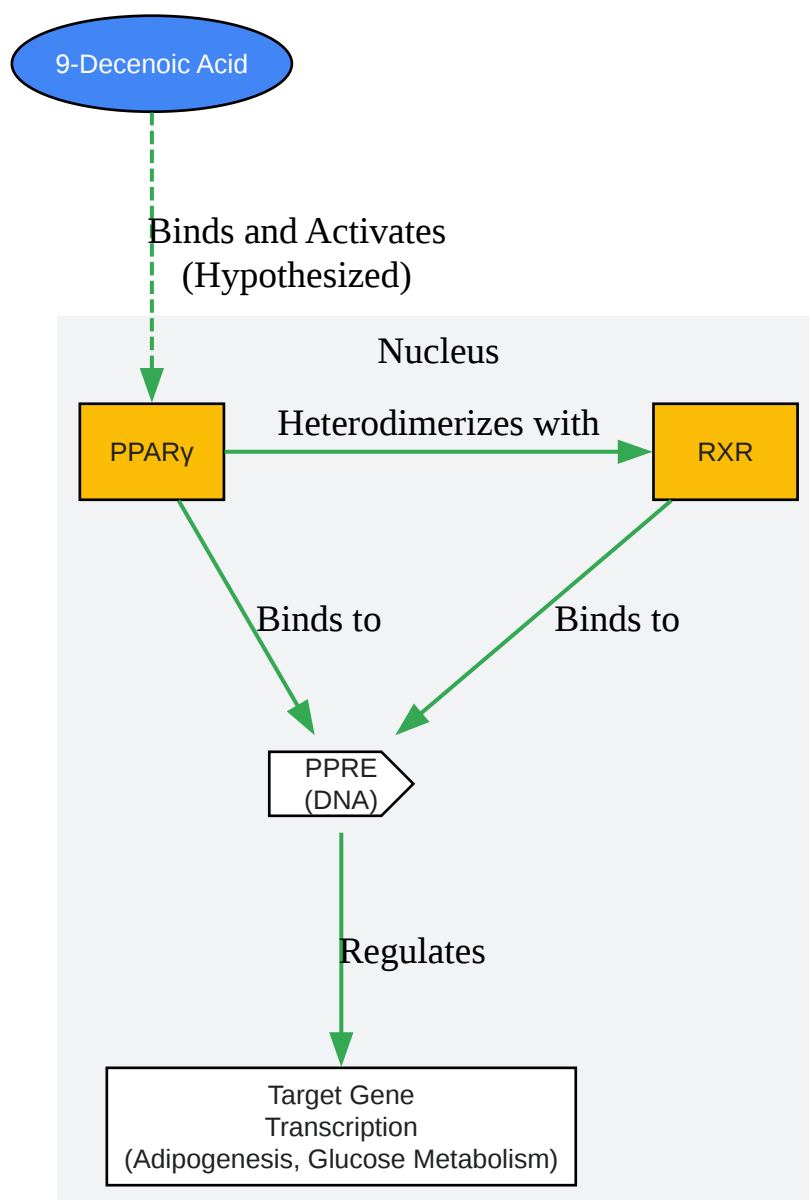 9-Decenoic Acid
Binds and Activates
(Hypothesized)
Nucleus
Heterodimerizes with
PPARγ
RXR
Binds to
Binds to
PPRE
(DNA)
Regulates
Target Gene
Transcription
(Adipogenesis, Glucose Metabolism)